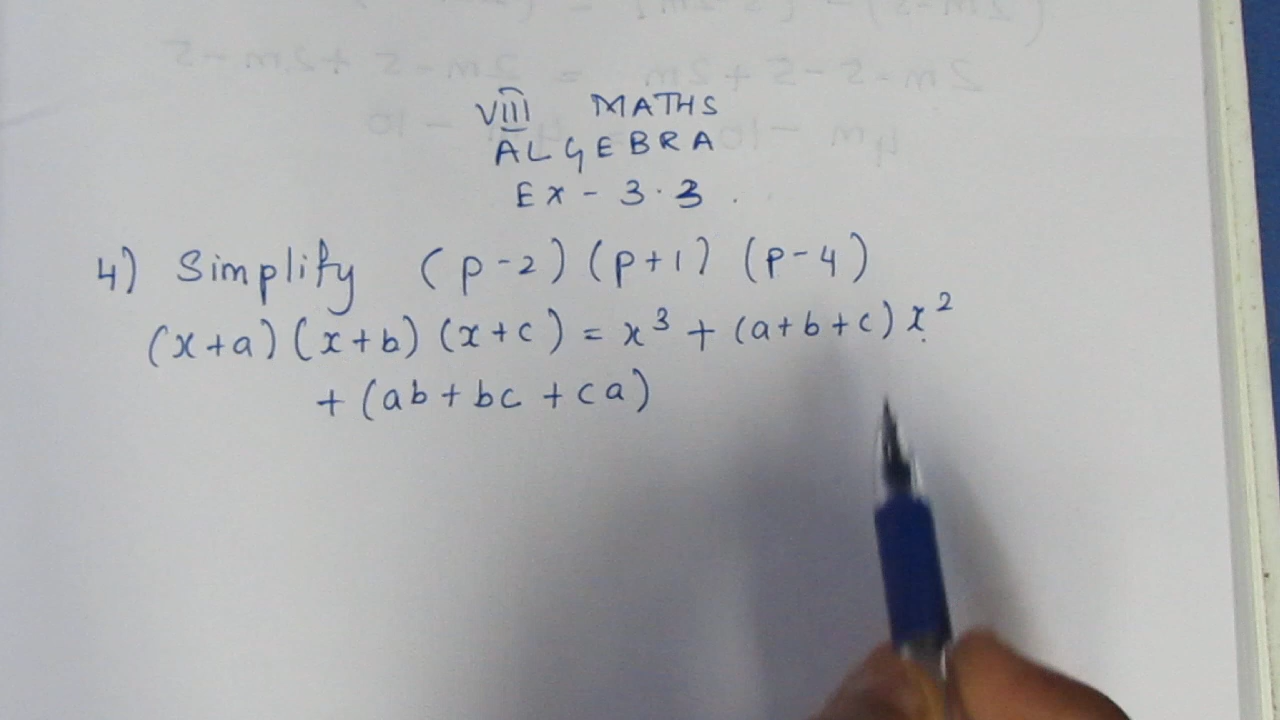 VIII MATHS
ALGEBRA
Ex - 3.3.
4) Simplify (p-2) (p+1) (p-4)
(x+a) (x+b) (x+c) = x³ + (a+b+c) x²
+ (ab + bc + ca)